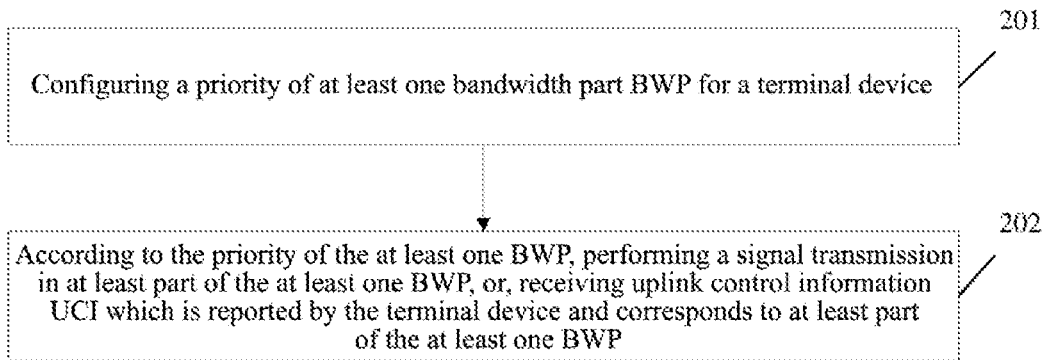 201
Configuring a priority of at least one bandwidth part BWP for a terminal device
202
According to the priority of the at least one BWP, performing a signal transmission
in at least part of the at least one BWP, or, receiving uplink control information
UCI which is reported by the terminal device and corresponds to at least part
of the at least one BWP